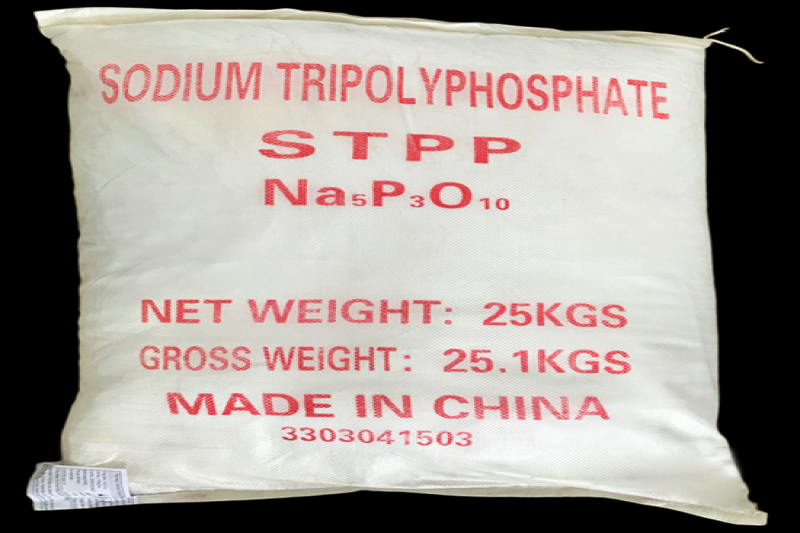 SODIUM TRIPOLYPHOSPHATE
STPP
Na₅P₃O₁₀
NET WEIGHT: 25KGS
GROSS WEIGHT: 25.1KGS
MADE IN CHINA
3303041503